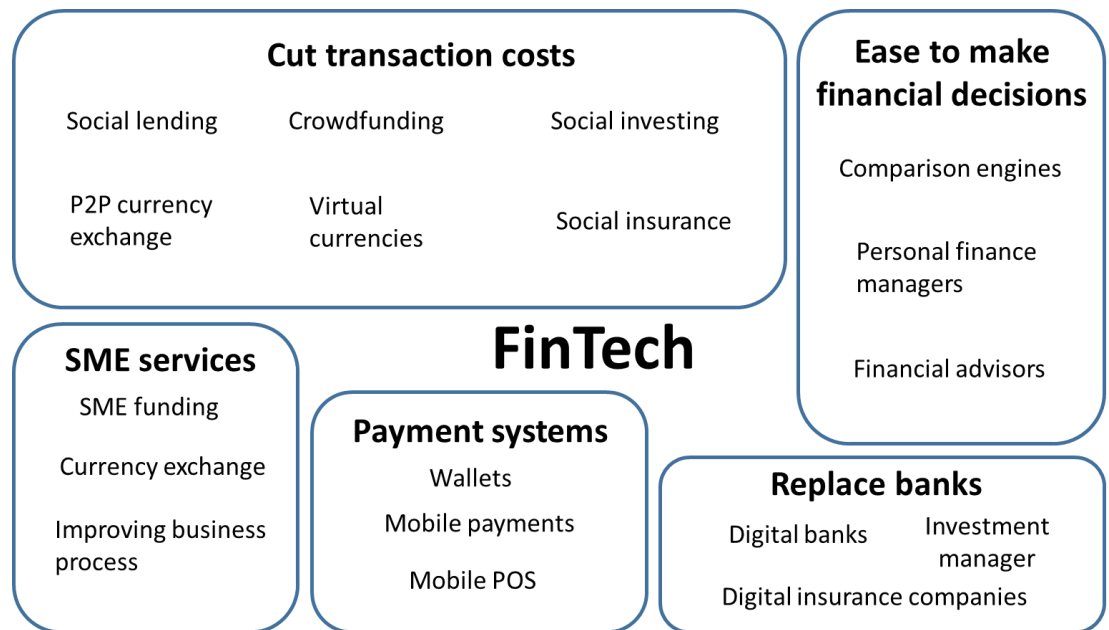 Cut transaction costs
Social lending
Crowdfunding
Social investing
P2P currency
exchange
Virtual
currencies
Social insurance
Ease to make
financial decisions
Comparison engines
Personal finance
managers
Financial advisors
FinTech
SME services
SME funding
Currency exchange
Improving business
process
Payment systems
Wallets
Mobile payments
Mobile POS
Replace banks
Digital banks
Investment
manager
Digital insurance companies